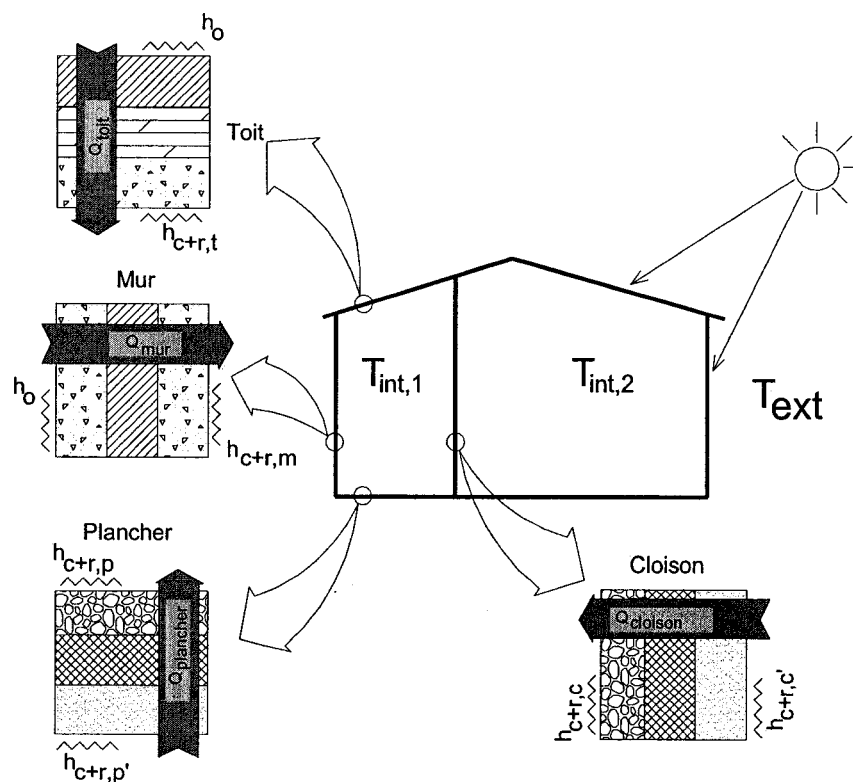 h_o
Q_toit
Toit
h_c+r,t
Mur
Q_mur
h_o
h_c+r,m
T_int,1
T_int,2
T_ext
Plancher
h_c+r,p
Q_plancher
h_c+r,p'
Cloison
Q_cloison
h_c+r,c
h_c+r,c'